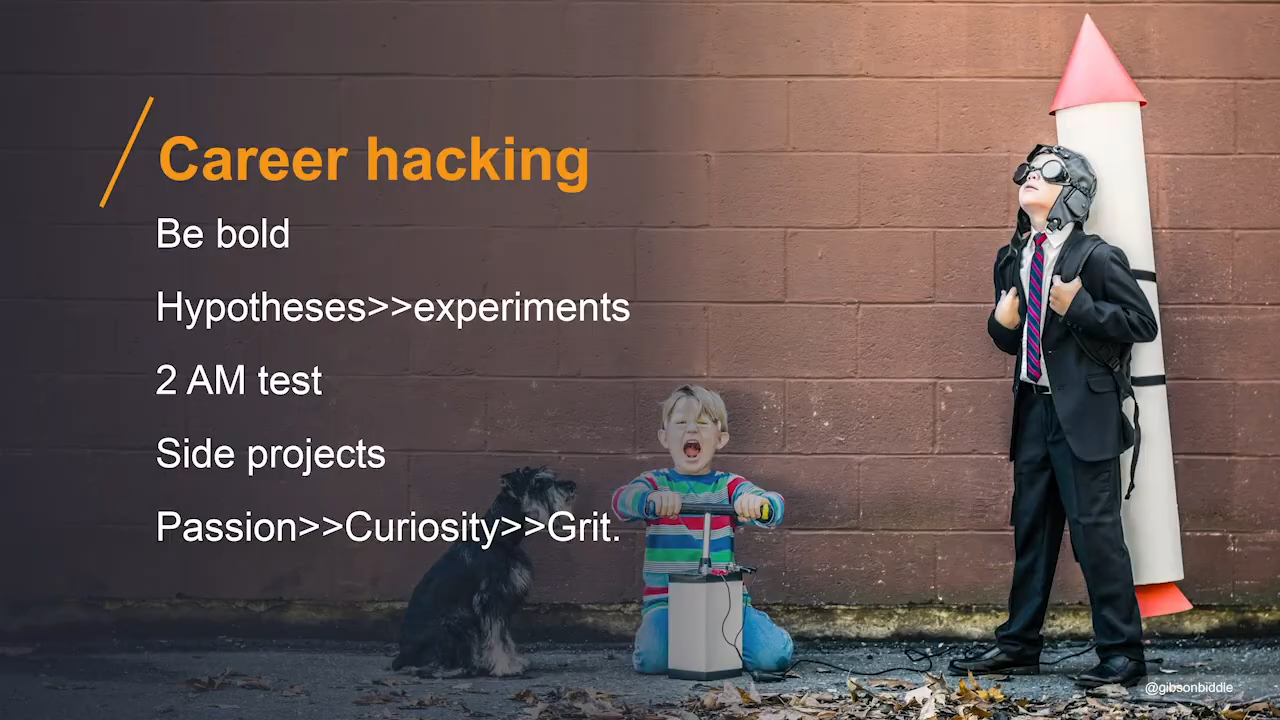 Career hacking
Be bold
Hypotheses>>experiments
2 AM test
Side projects
Passion>>Curiosity>>Grit.
@gibsonbiddle